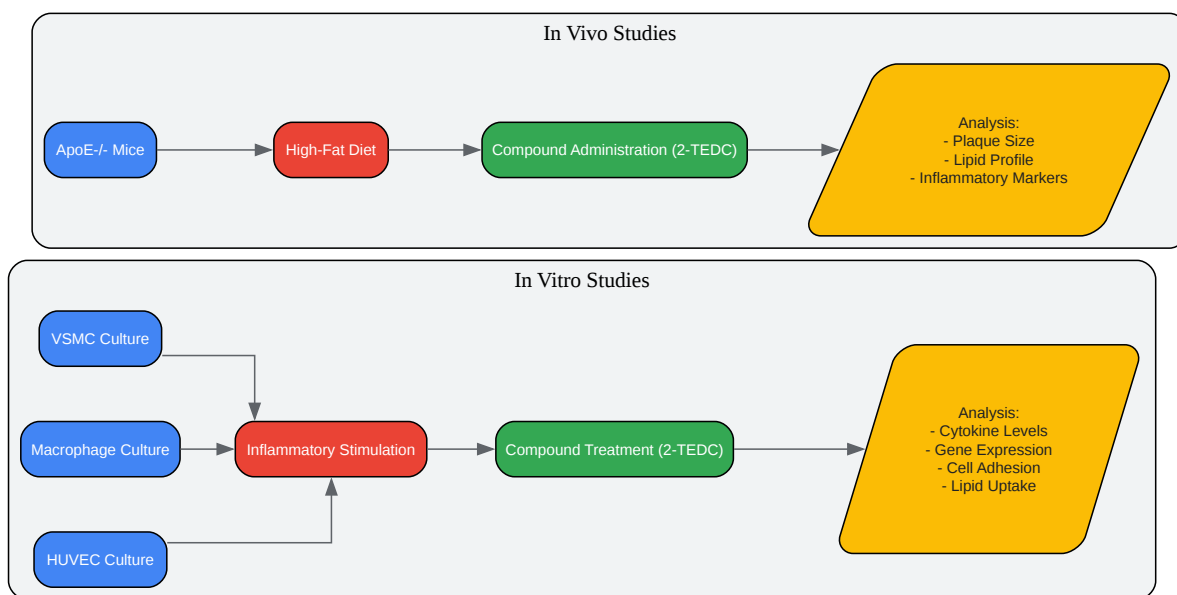 In Vivo Studies
ApoE-/- Mice
High-Fat Diet
Compound Administration (2-TEDC)
Analysis:
- Plaque Size
- Lipid Profile
- Inflammatory Markers
In Vitro Studies
VSMC Culture
Macrophage Culture
HUVEC Culture
Inflammatory Stimulation
Compound Treatment (2-TEDC)
Analysis:
- Cytokine Levels
- Gene Expression
- Cell Adhesion
- Lipid Uptake